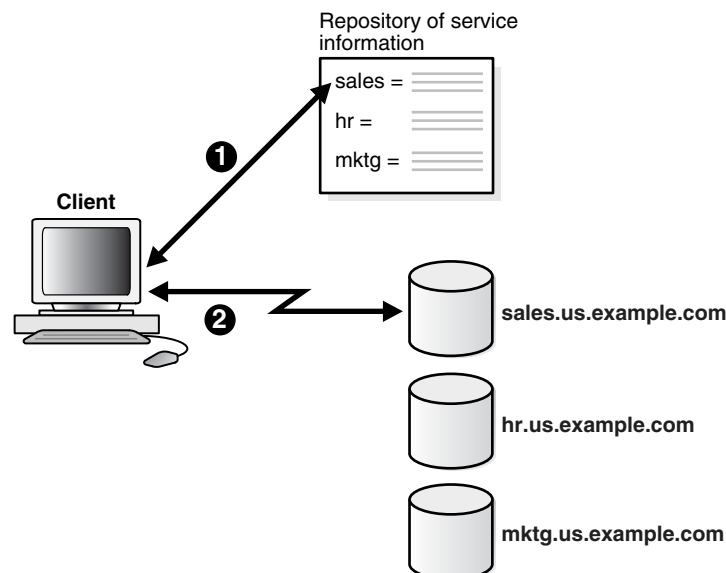 Repository of service
information
sales =
hr =
mktg =
1
Client
2
sales.us.example.com
hr.us.example.com
mktg.us.example.com